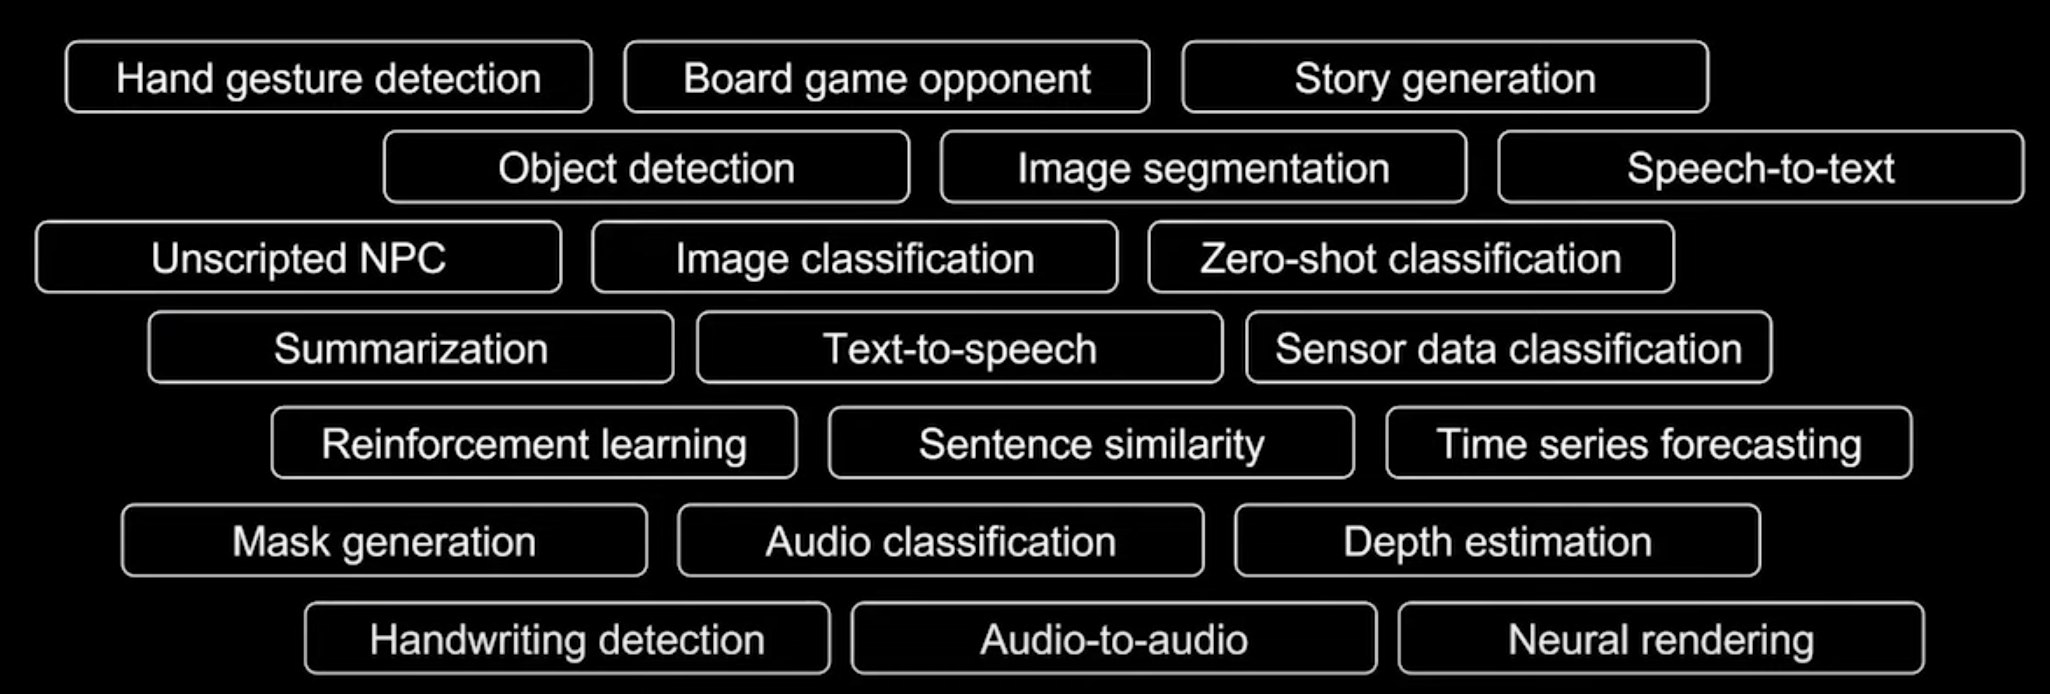 Hand gesture detection
Board game opponent
Story generation
Object detection
Image segmentation
Speech-to-text
Unscripted NPC
Image classification
Zero-shot classification
Summarization
Text-to-speech
Sensor data classification
Reinforcement learning
Sentence similarity
Time series forecasting
Mask generation
Audio classification
Depth estimation
Handwriting detection
Audio-to-audio
Neural rendering